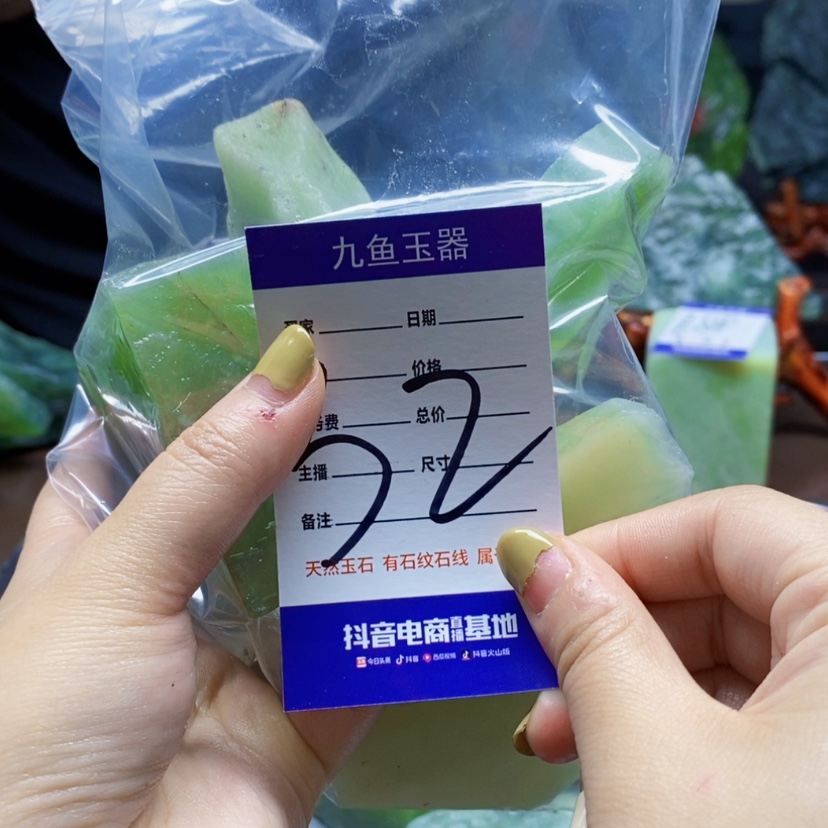 九鱼玉器
家 日期
价格
费 总价
主播 尺寸
备注
天然玉石 有石纹石线 属
抖音电商直播基地
今日头条 抖音 西瓜视频 抖音火山版